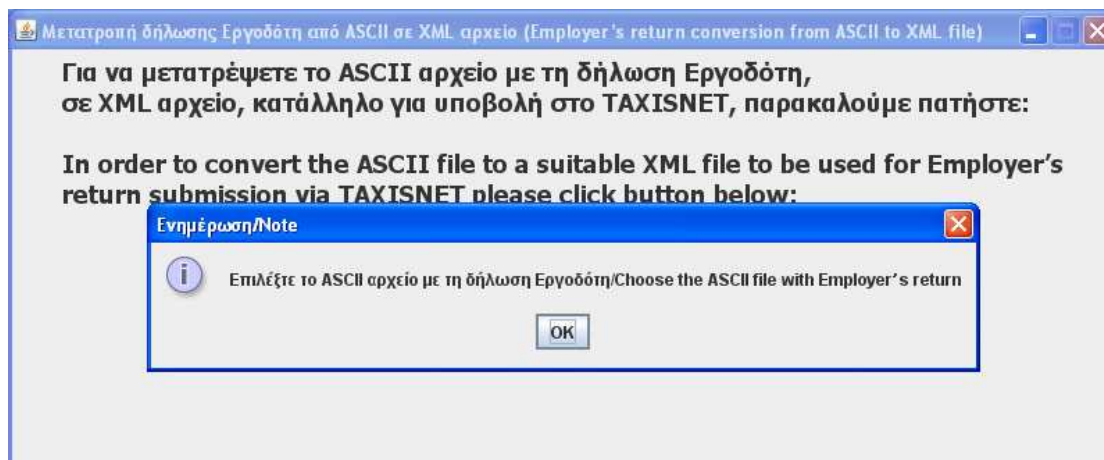 Μετατροπή δήλωσης Εργοδότη από ASCII σε XML αρχείο (Employer's return conversion from ASCII to XML file)
Για να μετατρέψετε το ASCII αρχείο με τη δήλωση Εργοδότη,
σε XML αρχείο, κατάλληλο για υποβολή στο TAXISNET, παρακαλούμε πατήστε:
In order to convert the ASCII file to a suitable XML file to be used for Employer's
return submission via TAXISNET please click button below:
Ενημέρωση/Note
Επιλέξτε το ASCII αρχείο με τη δήλωση Εργοδότη/Choose the ASCII file with Employer's return
OK